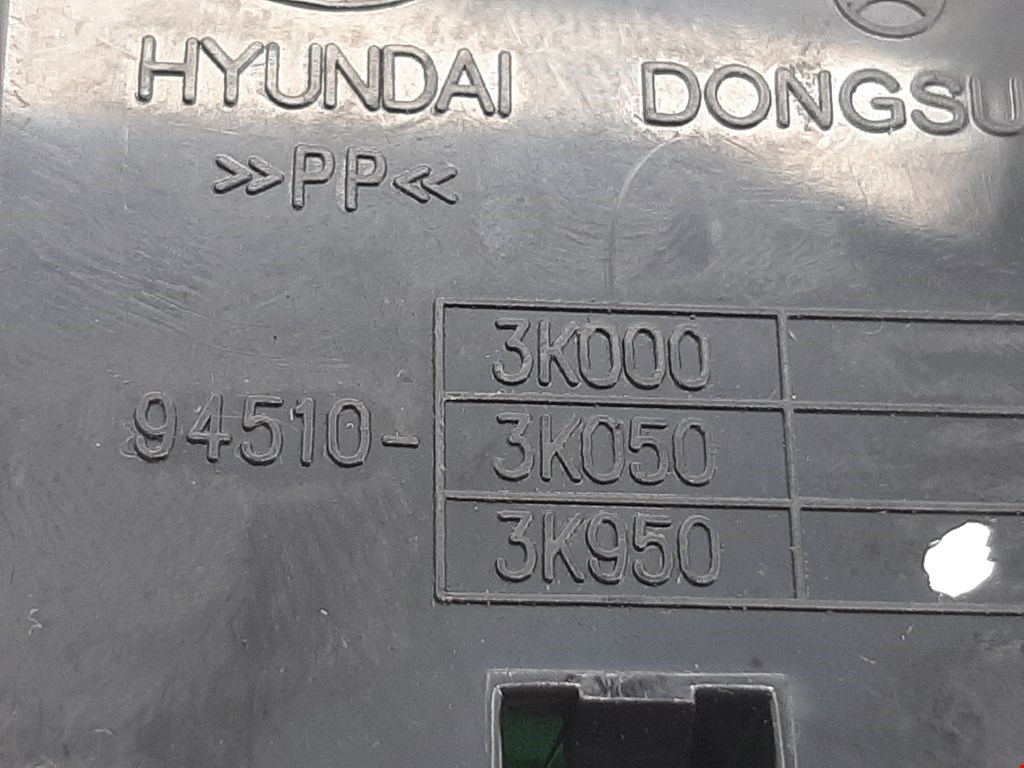 HYUNDAI DONGSU
>>PP<<
3K000
94510- 3K050
3K950